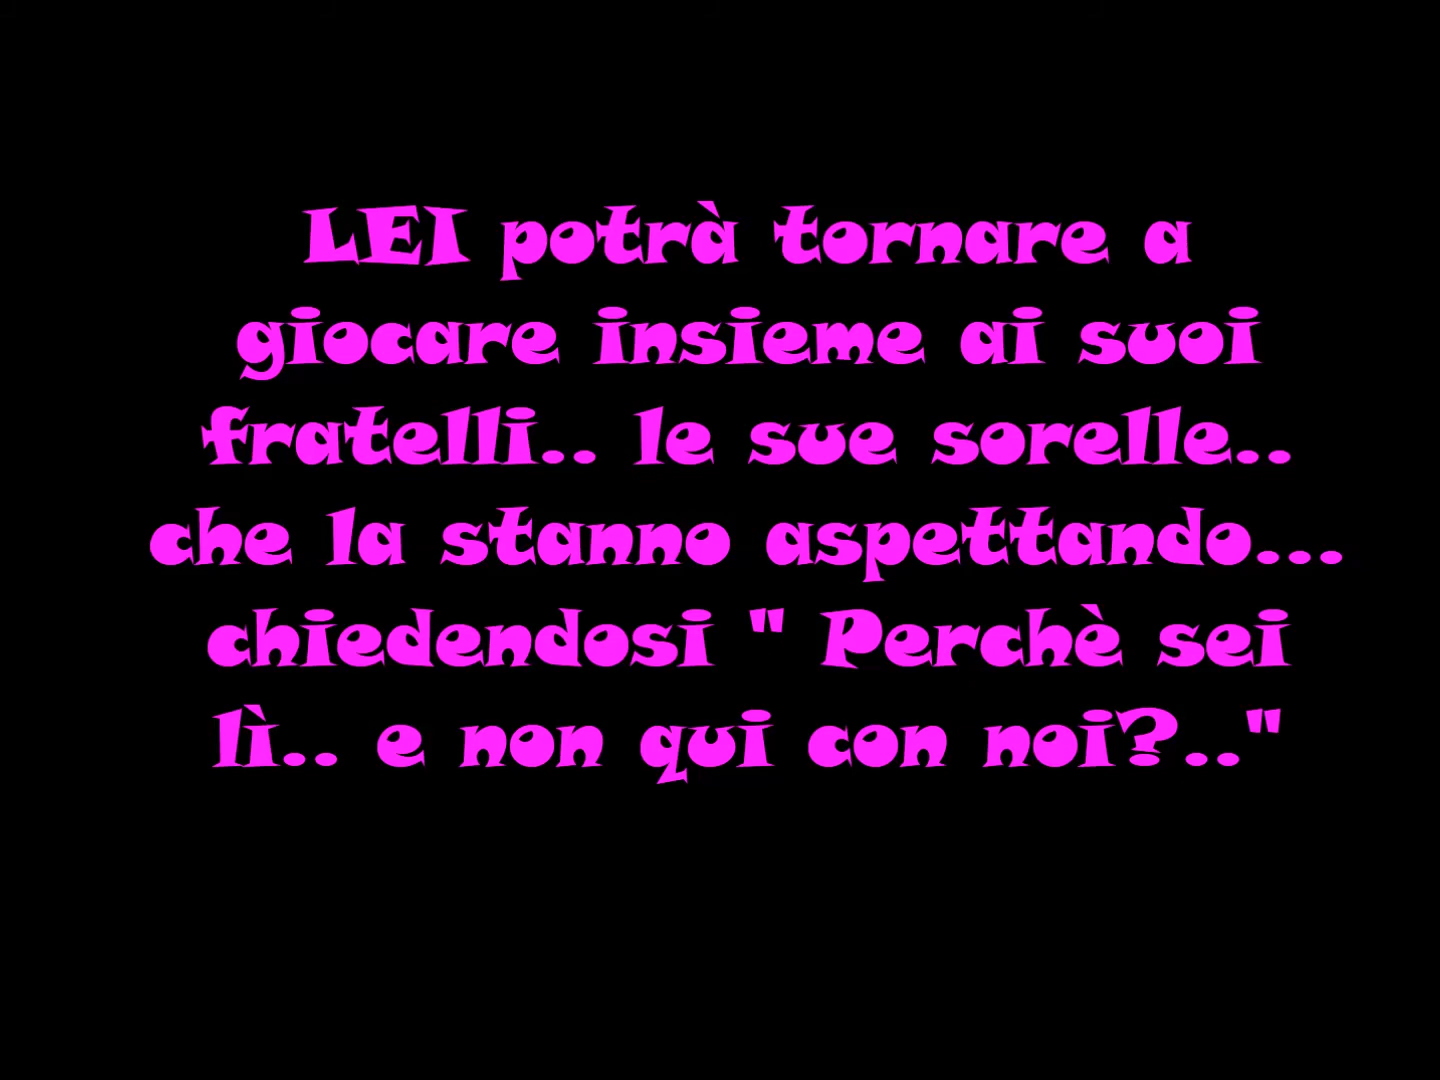 LEI potrà tornare a
giocare insieme ai suoi
fratelli.. le sue sorelle..
che la stanno aspettando...
chiedendosi " Perchè sei
lì.. e non qui con noi?.."